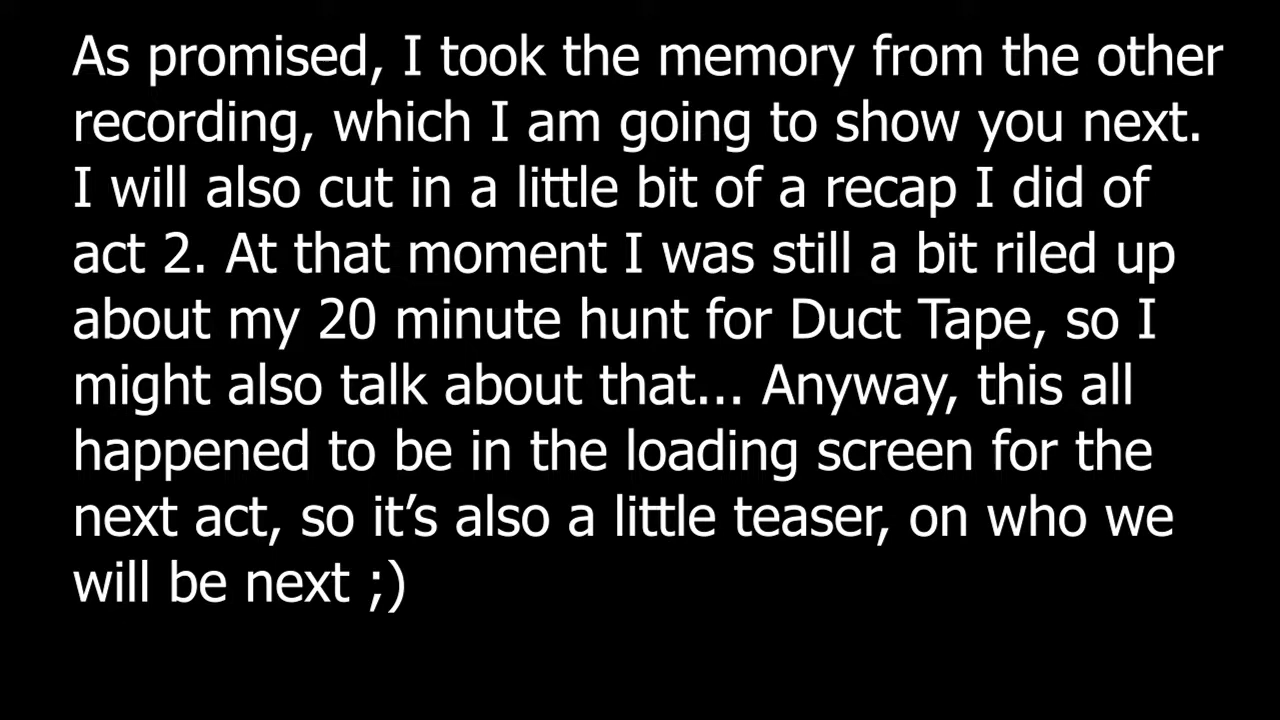 As promised, I took the memory from the other
recording, which I am going to show you next.
I will also cut in a little bit of a recap I did of
act 2. At that moment I was still a bit riled up
about my 20 minute hunt for Duct Tape, so I
might also talk about that... Anyway, this all
happened to be in the loading screen for the
next act, so it’s also a little teaser, on who we
will be next ;)